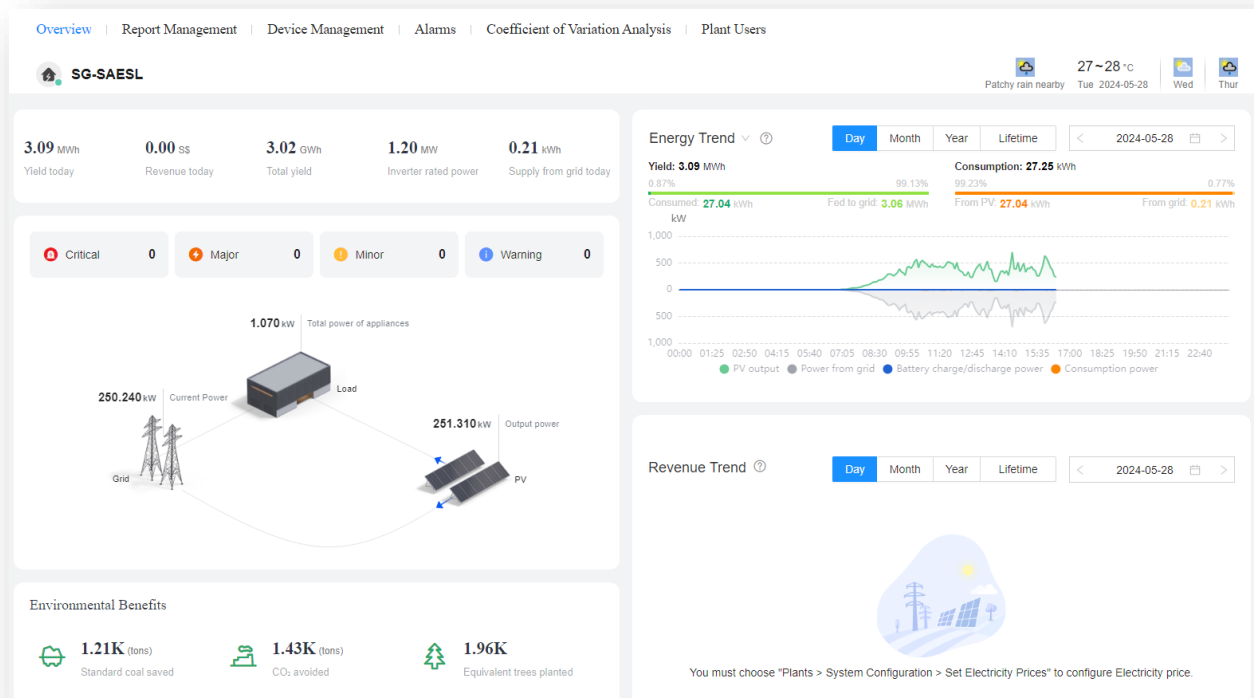 Overview | Report Management | Device Management | Alarms | Coefficient of Variation Analysis | Plant Users
SG-SAESL
27~28 °C
Patchy rain nearby Tue 2024-05-28 Wed Thur
3.09 MWh 0.00 S$ 3.02 GWh 1.20 MW 0.21 kWh
Yield today Revenue today Total yield Inverter rated power Supply from grid today
Critical 0 Major 0 Minor 0 Warning 0
1.070 kW Total power of appliances
Load
250.240 kW Current Power
Grid
251.310 kW Output power
PV
Environmental Benefits
1.21K (tons) 1.43K (tons) 1.96K
Standard coal saved CO₂ avoided Equivalent trees planted
Energy Trend Day Month Year Lifetime < 2024-05-28 >
Yield: 3.09 MWh Consumption: 27.25 kWh
0.87% 99.13% 99.23% 0.77%
Consumed: 27.04 kWh Fed to grid: 3.06 MWh From PV: 27.04 kWh From grid: 0.21 kWh
kW
1,000
500
0
500
1,000
00:00 01:25 02:50 04:15 05:40 07:05 08:30 09:55 11:20 12:45 14:10 15:35 17:00 18:25 19:50 21:15 22:40
PV output Power from grid Battery charge/discharge power Consumption power
Revenue Trend Day Month Year Lifetime < 2024-05-28 >
You must choose "Plants > System Configuration > Set Electricity Prices" to configure Electricity price.